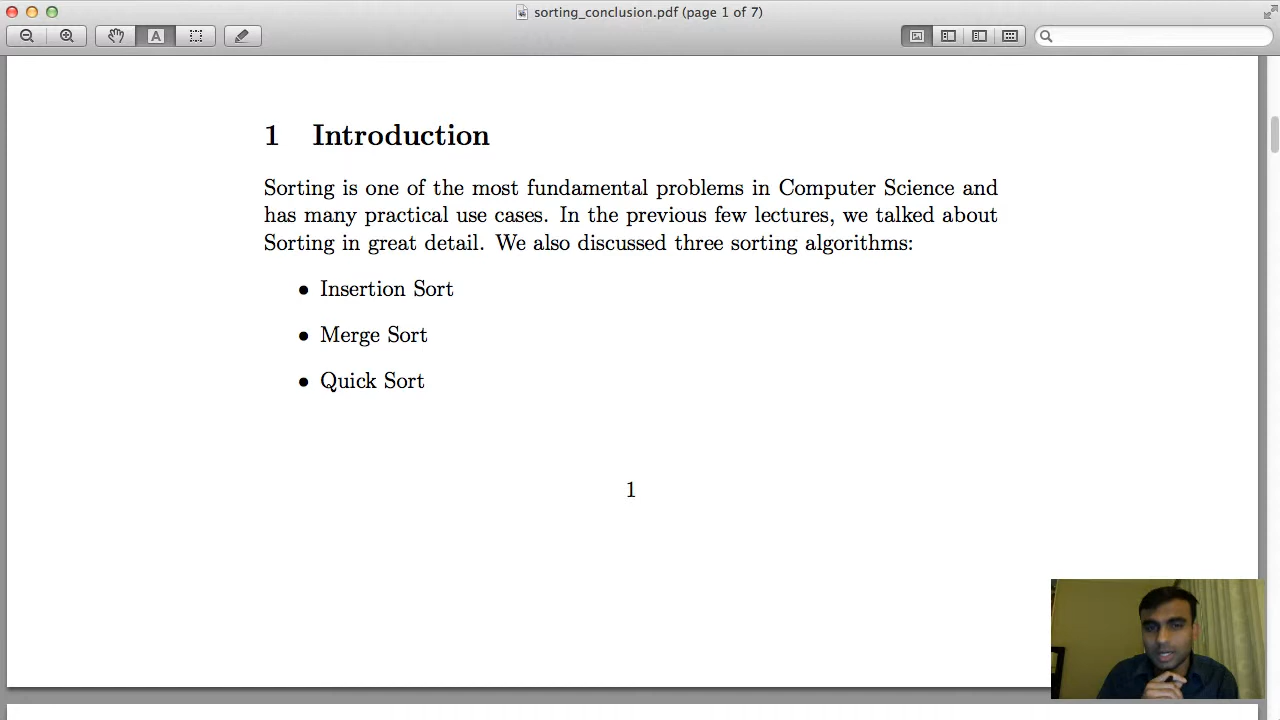 sorting_conclusion.pdf (page 1 of 7)
A
1 Introduction
Sorting is one of the most fundamental problems in Computer Science and
has many practical use cases. In the previous few lectures, we talked about
Sorting in great detail. We also discussed three sorting algorithms:
• Insertion Sort
• Merge Sort
• Quick Sort
1